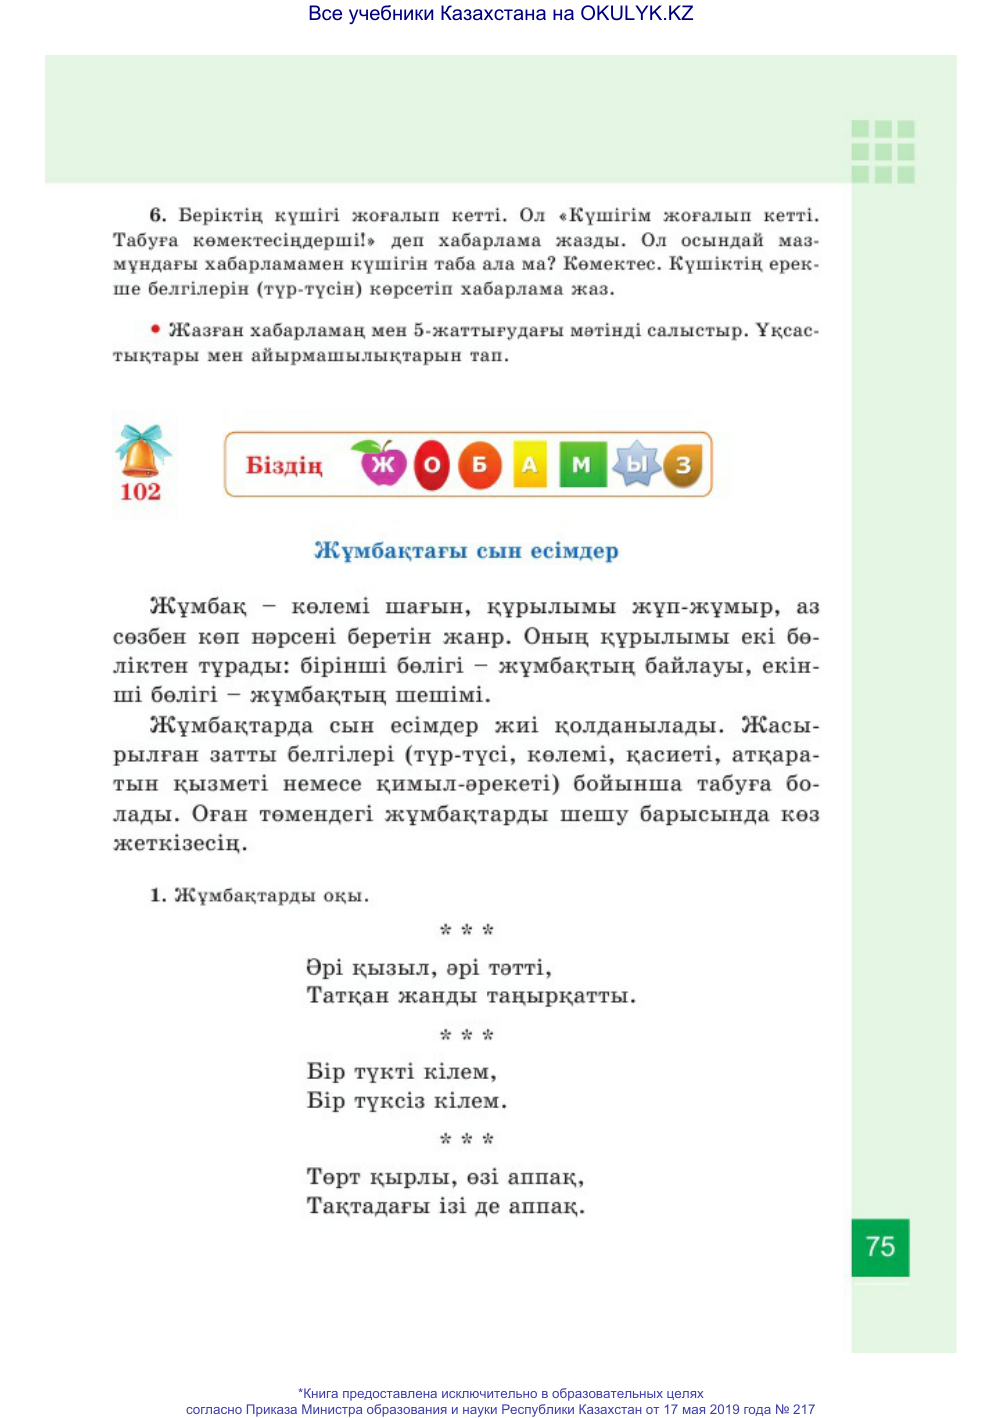 Все учебники Казахстана на OKULYK.KZ
6. Беріктің күшігі жоғалып кетті. Ол «Күшігім жоғалып кетті.
Табуға көмектесіңдерші!» деп хабарлама жазды. Ол осындай маз-
мұндағы хабарламамен күшігін таба ала ма? Көмектес. Күшіктің ерек-
ше белгілерін (түр-түсін) көрсетіп хабарлама жаз.
• Жазған хабарламаң мен 5-жаттығудағы мәтінді салыстыр. Ұқсас-
тықтары мен айырмашылықтарын тап.
102
Біздің ЖОБАМЫЗ
Жұмбақтағы сын есімдер
Жұмбақ – көлемі шағын, құрылымы жұп-жұмыр, аз
сөзбен көп нәрсені беретін жанр. Оның құрылымы екі бө-
ліктен тұрады: бірінші бөлігі – жұмбақтың байлауы, екін-
ші бөлігі – жұмбақтың шешімі.
Жұмбақтарда сын есімдер жиі қолданылады. Жасы-
рылған затты белгілері (түр-түсі, көлемі, қасиеті, атқара-
тын қызметі немесе қимыл-әрекеті) бойынша табуға бо-
лады. Оған төмендегі жұмбақтарды шешу барысында көз
жеткізесің.
1. Жұмбақтарды оқы.
* * *
Әрі қызыл, әрі тәтті,
Татқан жанды таңырқатты.
* * *
Бір түкті кілем,
Бір түксіз кілем.
* * *
Төрт қырлы, өзі аппақ,
Тақтадағы ізі де аппақ.
75
*Книга предоставлена исключительно в образовательных целях
согласно Приказа Министра образования и науки Республики Казахстан от 17 мая 2019 года № 217